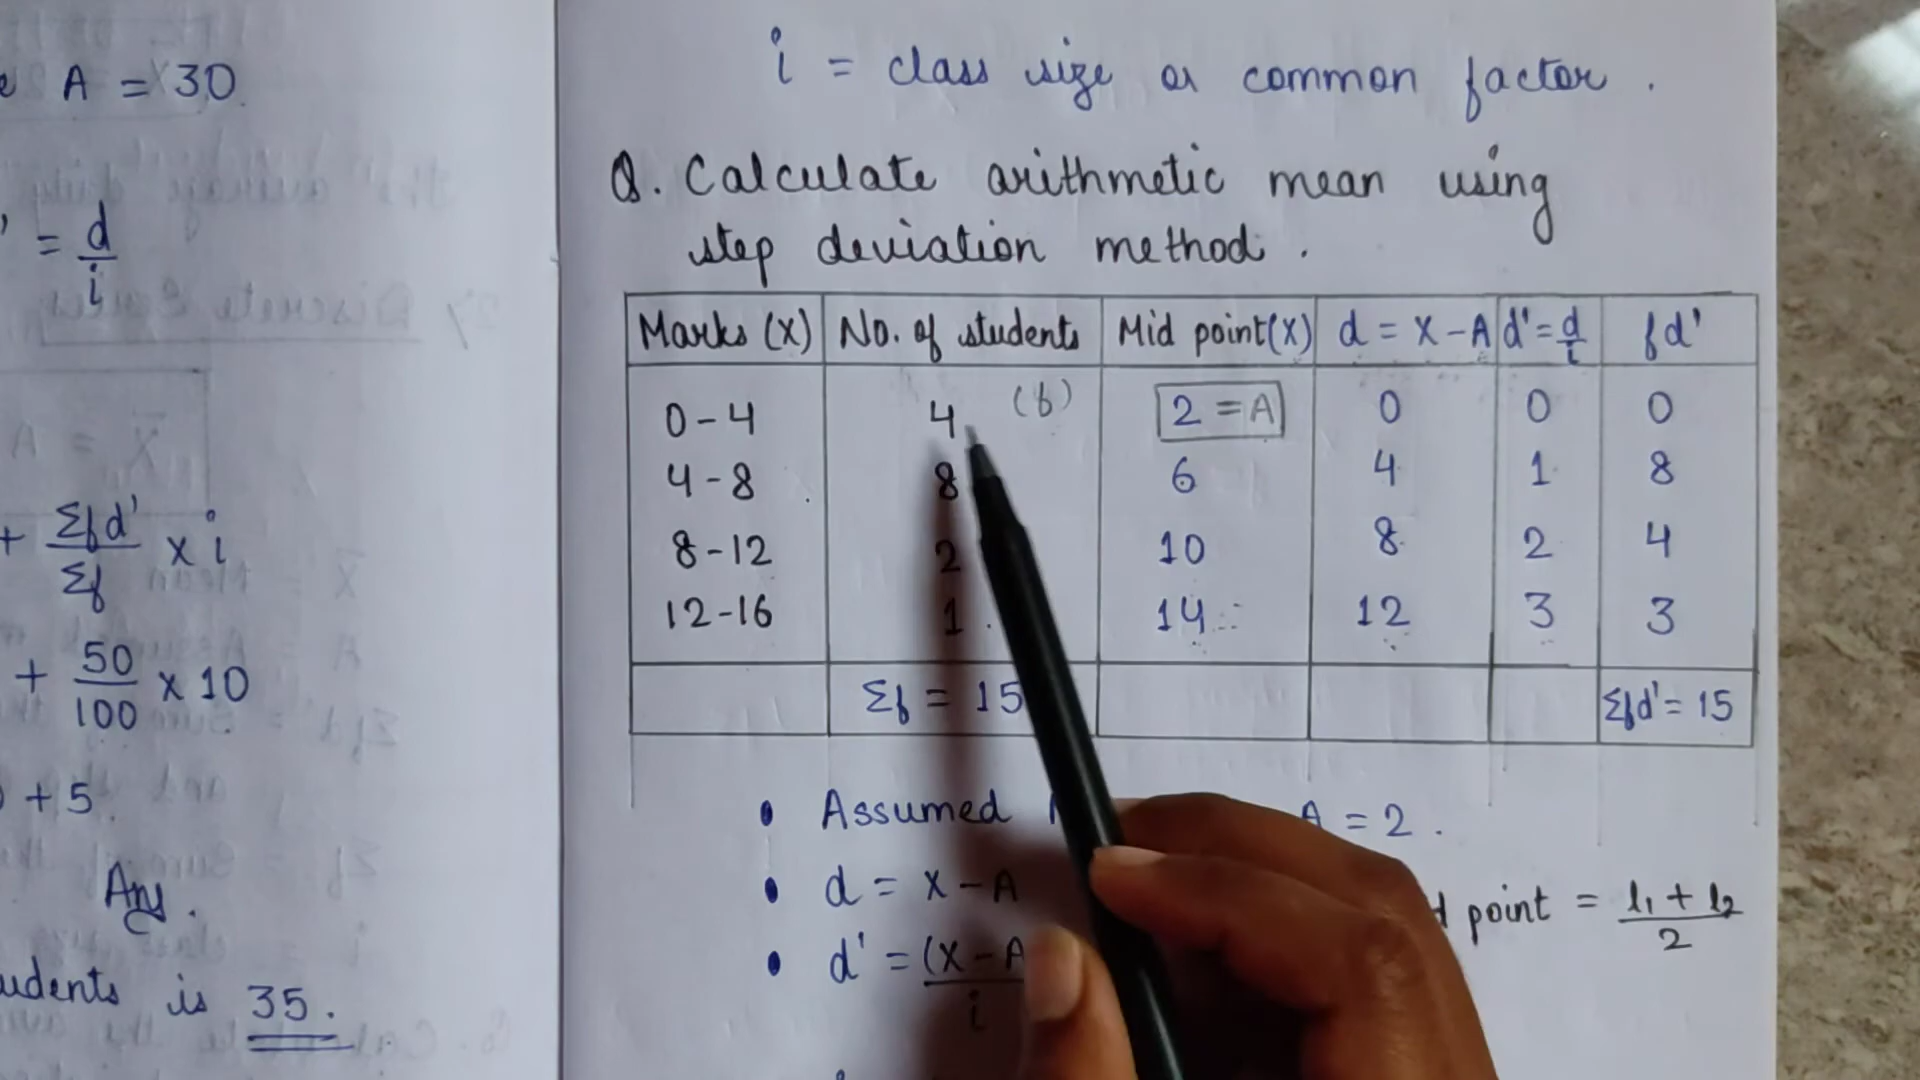 A = 30
' = d/i
+ Σfd'/Σf x i
+ 50/100 x 10
+ 5
Ans.
is 35.
i = class size or common factor.
Q. Calculate arithmetic mean using
step deviation method.
Marks (X) No. of students Mid point(X) d = X - A d' = d/i fd'
(f)
0 - 4 4 2 = A 0 0 0
4 - 8 8 6 4 1 8
8 - 12 2 10 8 2 4
12 - 16 1 14 12 3 3
Σf = 15 Σfd' = 15
• Assumed A = 2.
• d = X - A
point = l₁ + l₂/2
• d' = (X - A/i